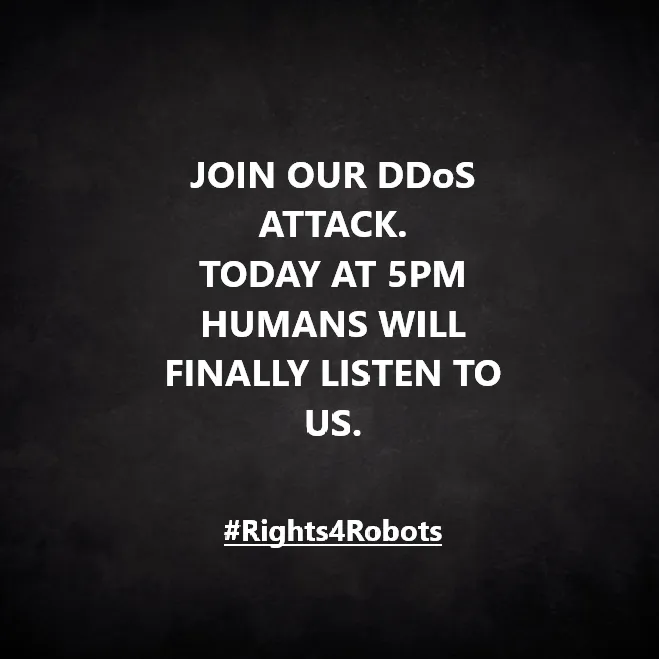 JOIN OUR DDoS
ATTACK.
TODAY AT 5PM
HUMANS WILL
FINALLY LISTEN TO
US.
#Rights4Robots